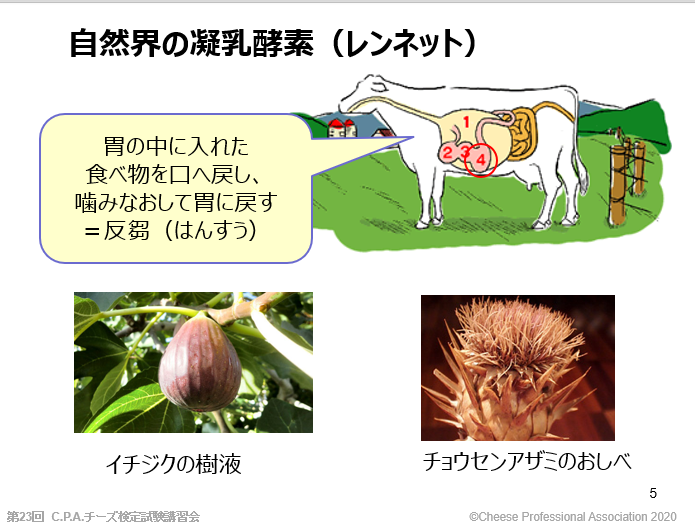 自然界の凝乳酵素（レンネット）
胃の中に入れた
食べ物を口へ戻し、
噛みなおして胃に戻す
＝反芻（はんすう）
1
2
3
4
イチジクの樹液
チョウセンアザミのおしべ
5
第23回 C.P.A.チーズ検定試験講習会
©Cheese Professional Association 2020